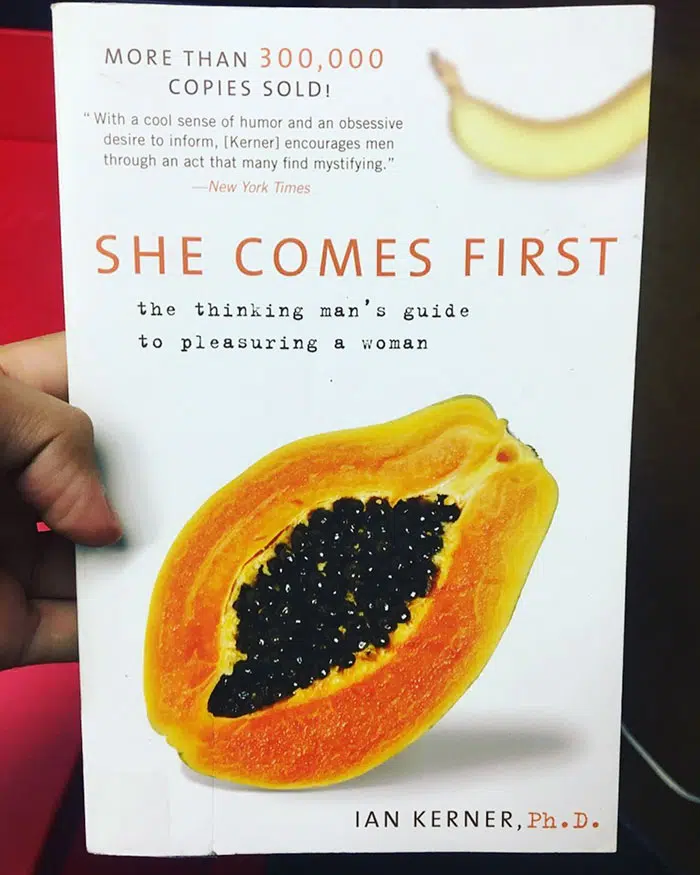 MORE THAN 300,000
COPIES SOLD!
“With a cool sense of humor and an obsessive
desire to inform, [Kerner] encourages men
through an act that many find mystifying.”
—New York Times
SHE COMES FIRST
the thinking man's guide
to pleasuring a woman
IAN KERNER, Ph.D.